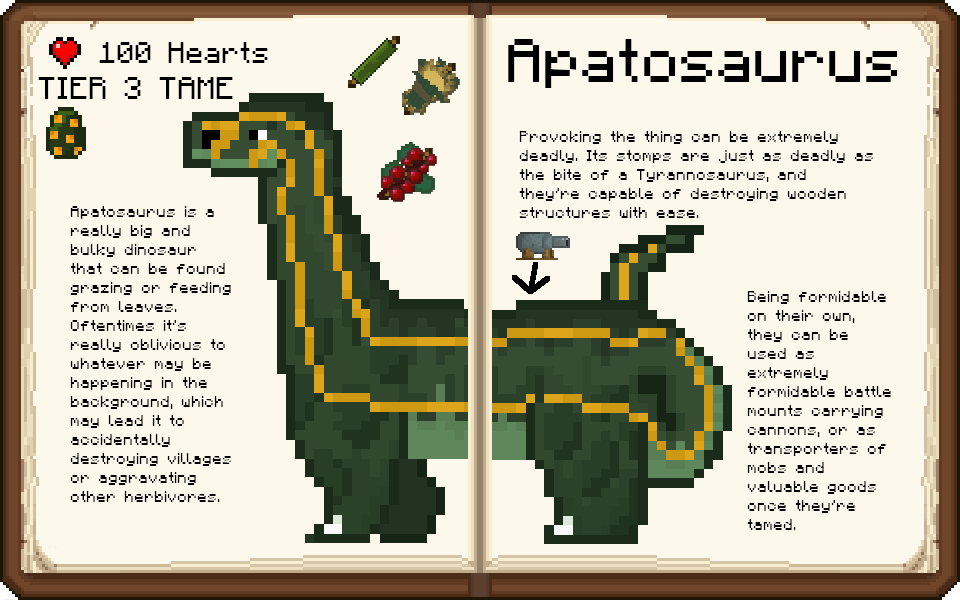 100 Hearts
TIER 3 TAME
Apatosaurus is a
really big and
bulky dinosaur
that can be found
grazing or feeding
from leaves.
Oftentimes it's
really oblivious to
whatever may be
happening in the
background, which
may lead it to
accidentally
destroying villages
or aggravating
other herbivores.
Apatosaurus
Provoking the thing can be extremely
deadly. Its stomps are just as deadly as
the bite of a Tyrannosaurus, and
they're capable of destroying wooden
structures with ease.
Being formidable
on their own,
they can be
used as
extremely
formidable battle
mounts carrying
cannons, or as
transporters of
mobs and
valuable goods
once they're
tamed.